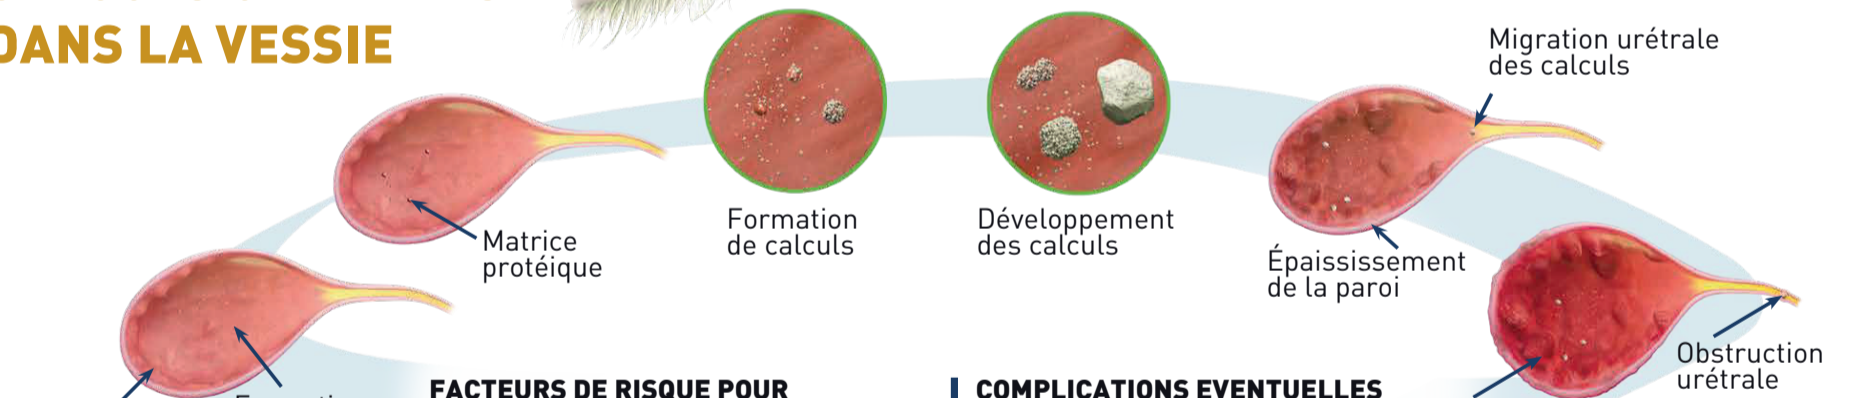 DANS LA VESSIE
Migration urétrale
des calculs
Matrice
protéique
Formation
de calculs
Développement
des calculs
Épaississement
de la paroi
Obstruction
urétrale
FACTEURS DE RISQUE POUR
COMPLICATIONS EVENTUELLES